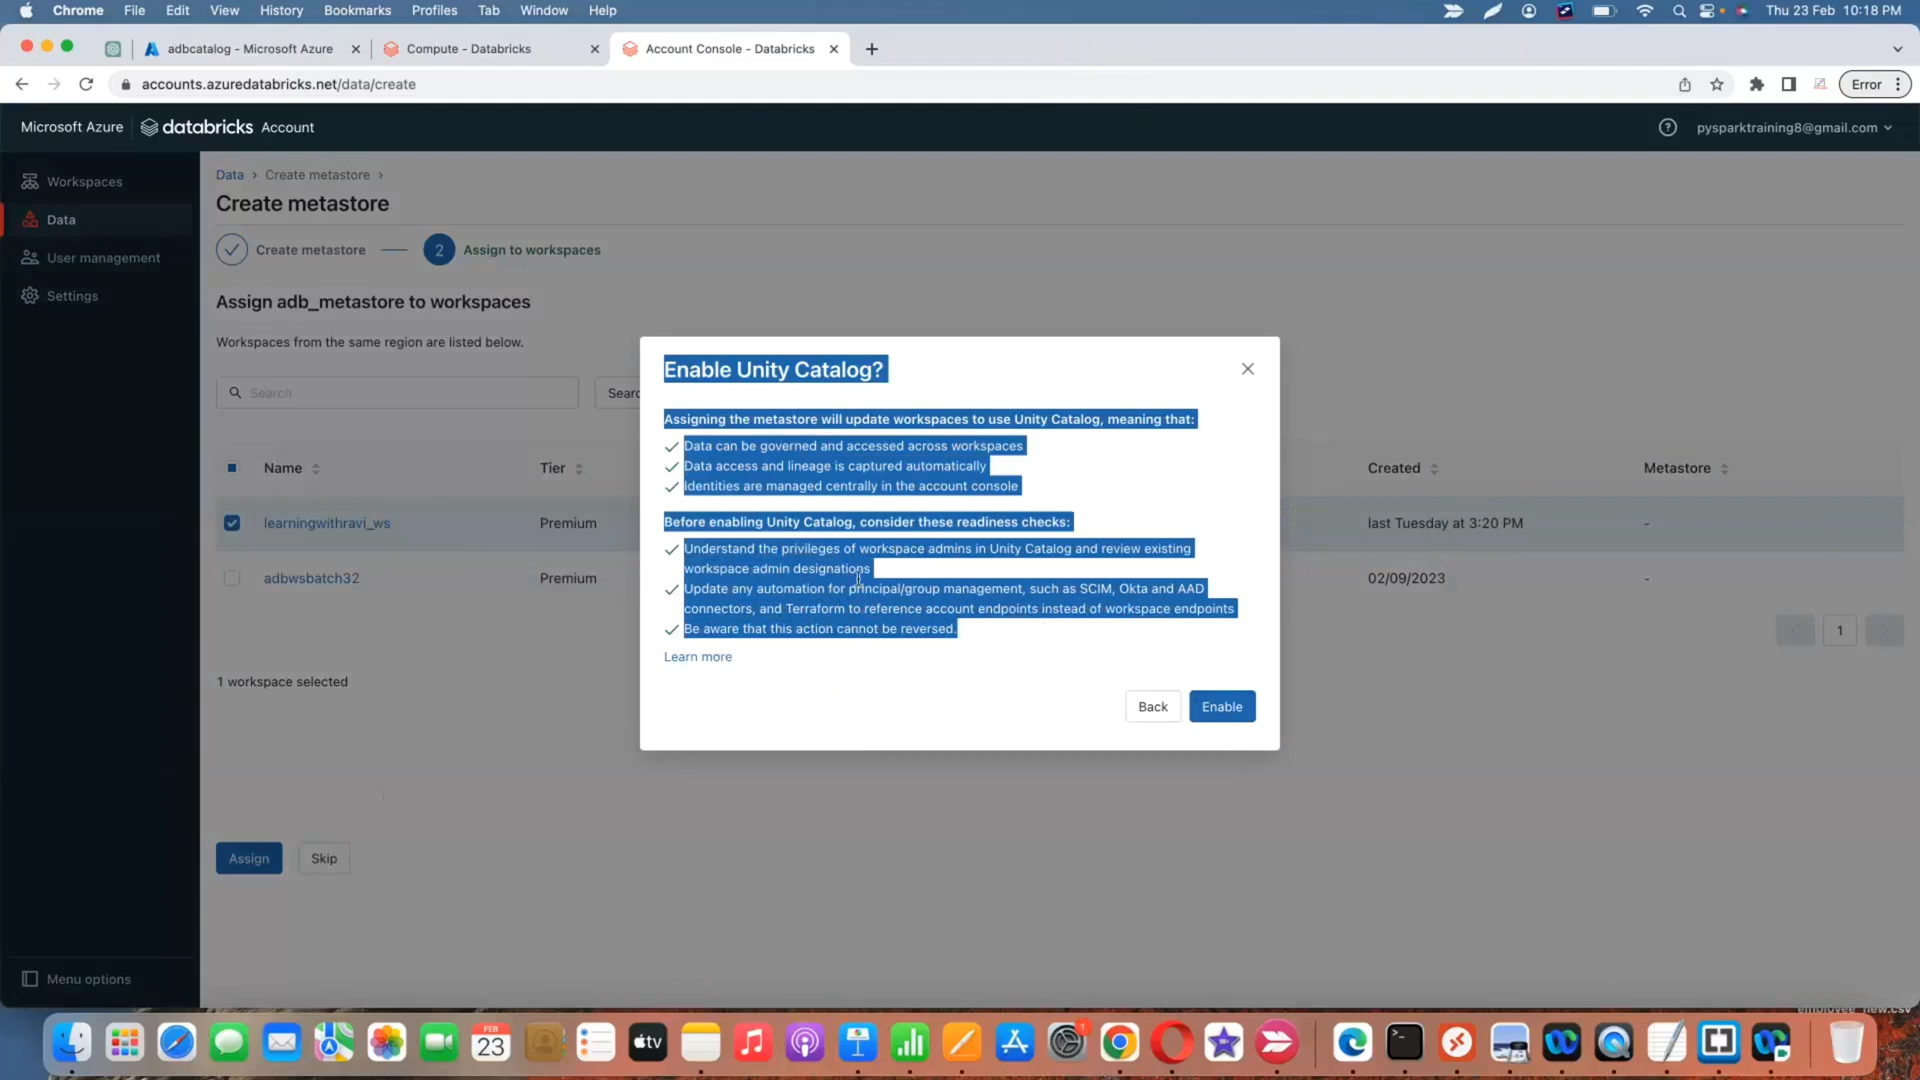 Chrome File Edit View History Bookmarks Profiles Tab Window Help Thu 23 Feb 10:18 PM
adbcatalog - Microsoft Azure Compute - Databricks Account Console - Databricks
accounts.azuredatabricks.net/data/create Error
Microsoft Azure databricks Account pysparktraining8@gmail.com
Workspaces
Data
User management
Settings
Menu options
Data > Create metastore >
Create metastore
Create metastore 2 Assign to workspaces
Assign adb_metastore to workspaces
Workspaces from the same region are listed below.
Search Searc
Name Tier Created Metastore
learningwithravi_ws Premium last Tuesday at 3:20 PM -
adbwsbatch32 Premium 02/09/2023 -
1
1 workspace selected
Assign Skip
Enable Unity Catalog?
Assigning the metastore will update workspaces to use Unity Catalog, meaning that:
Data can be governed and accessed across workspaces
Data access and lineage is captured automatically
Identities are managed centrally in the account console
Before enabling Unity Catalog, consider these readiness checks:
Understand the privileges of workspace admins in Unity Catalog and review existing
workspace admin designations
Update any automation for principal/group management, such as SCIM, Okta and AAD
connectors, and Terraform to reference account endpoints instead of workspace endpoints
Be aware that this action cannot be reversed.
Learn more
Back Enable
employee_new.csv
FEB
23
tv
1